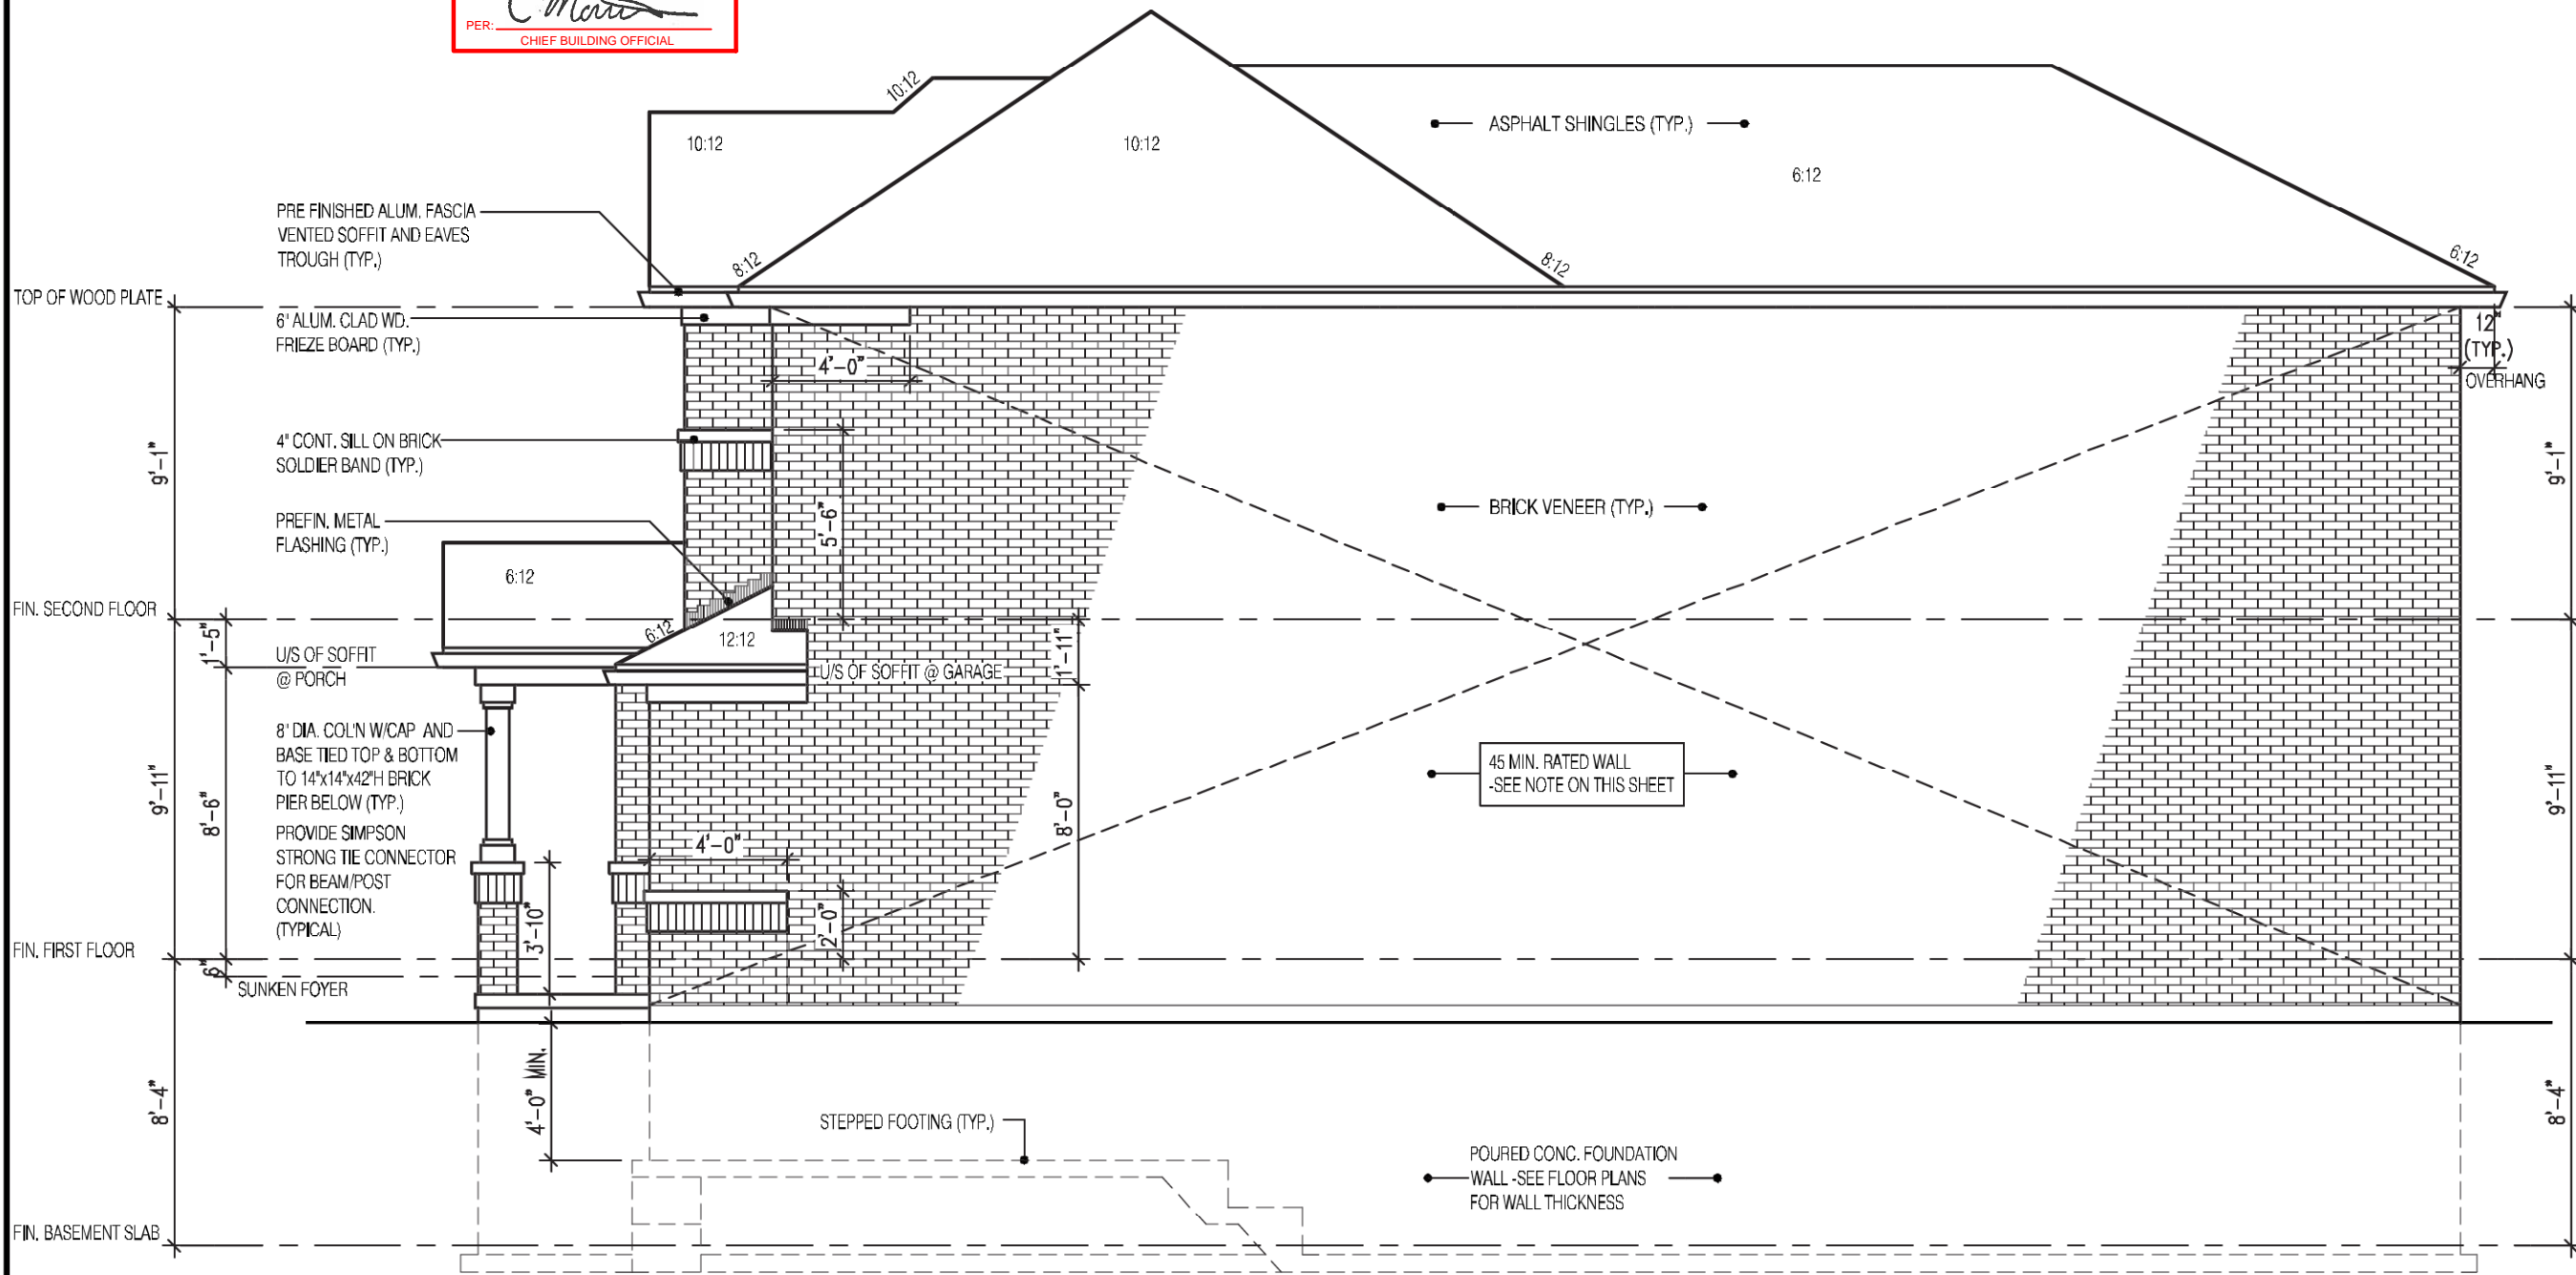 PER:
CHIEF BUILDING OFFICIAL
10:12
10:12
10:12
ASPHALT SHINGLES (TYP.)
6:12
PRE FINISHED ALUM. FASCIA
VENTED SOFFIT AND EAVES
TROUGH (TYP.)
8:12
8:12
6:12
TOP OF WOOD PLATE
6" ALUM. CLAD WD.
FRIEZE BOARD (TYP.)
4'-0"
12"
(TYP.)
OVERHANG
4" CONT. SILL ON BRICK
SOLDIER BAND (TYP.)
9'-1"
9'-1"
5'-6"
BRICK VENEER (TYP.)
PREFIN. METAL
FLASHING (TYP.)
6:12
FIN. SECOND FLOOR
1'-5"
6:12
12:12
1'-11"
U/S OF SOFFIT
@ PORCH
U/S OF SOFFIT @ GARAGE
8" DIA. COL'N W/CAP AND
BASE TIED TOP & BOTTOM
TO 14"x14"x42"H BRICK
PIER BELOW (TYP.)
9'-11"
8'-6"
8'-0"
45 MIN. RATED WALL
-SEE NOTE ON THIS SHEET
9'-11"
PROVIDE SIMPSON
STRONG TIE CONNECTOR
FOR BEAM/POST
CONNECTION.
(TYPICAL)
4'-0"
3'-10"
2'-0"
FIN. FIRST FLOOR
6"
SUNKEN FOYER
8'-4"
4'-0" MIN.
8'-4"
STEPPED FOOTING (TYP.)
POURED CONC. FOUNDATION
WALL -SEE FLOOR PLANS
FOR WALL THICKNESS
FIN. BASEMENT SLAB